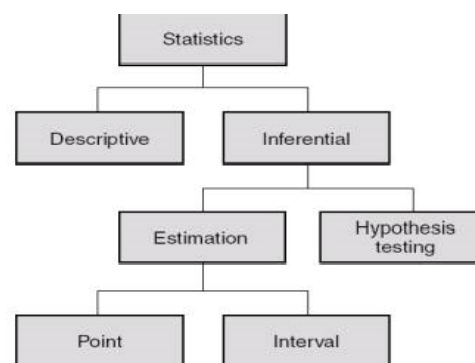 Statistics
Descriptive
Inferential
Estimation
Hypothesis
testing
Point
Interval